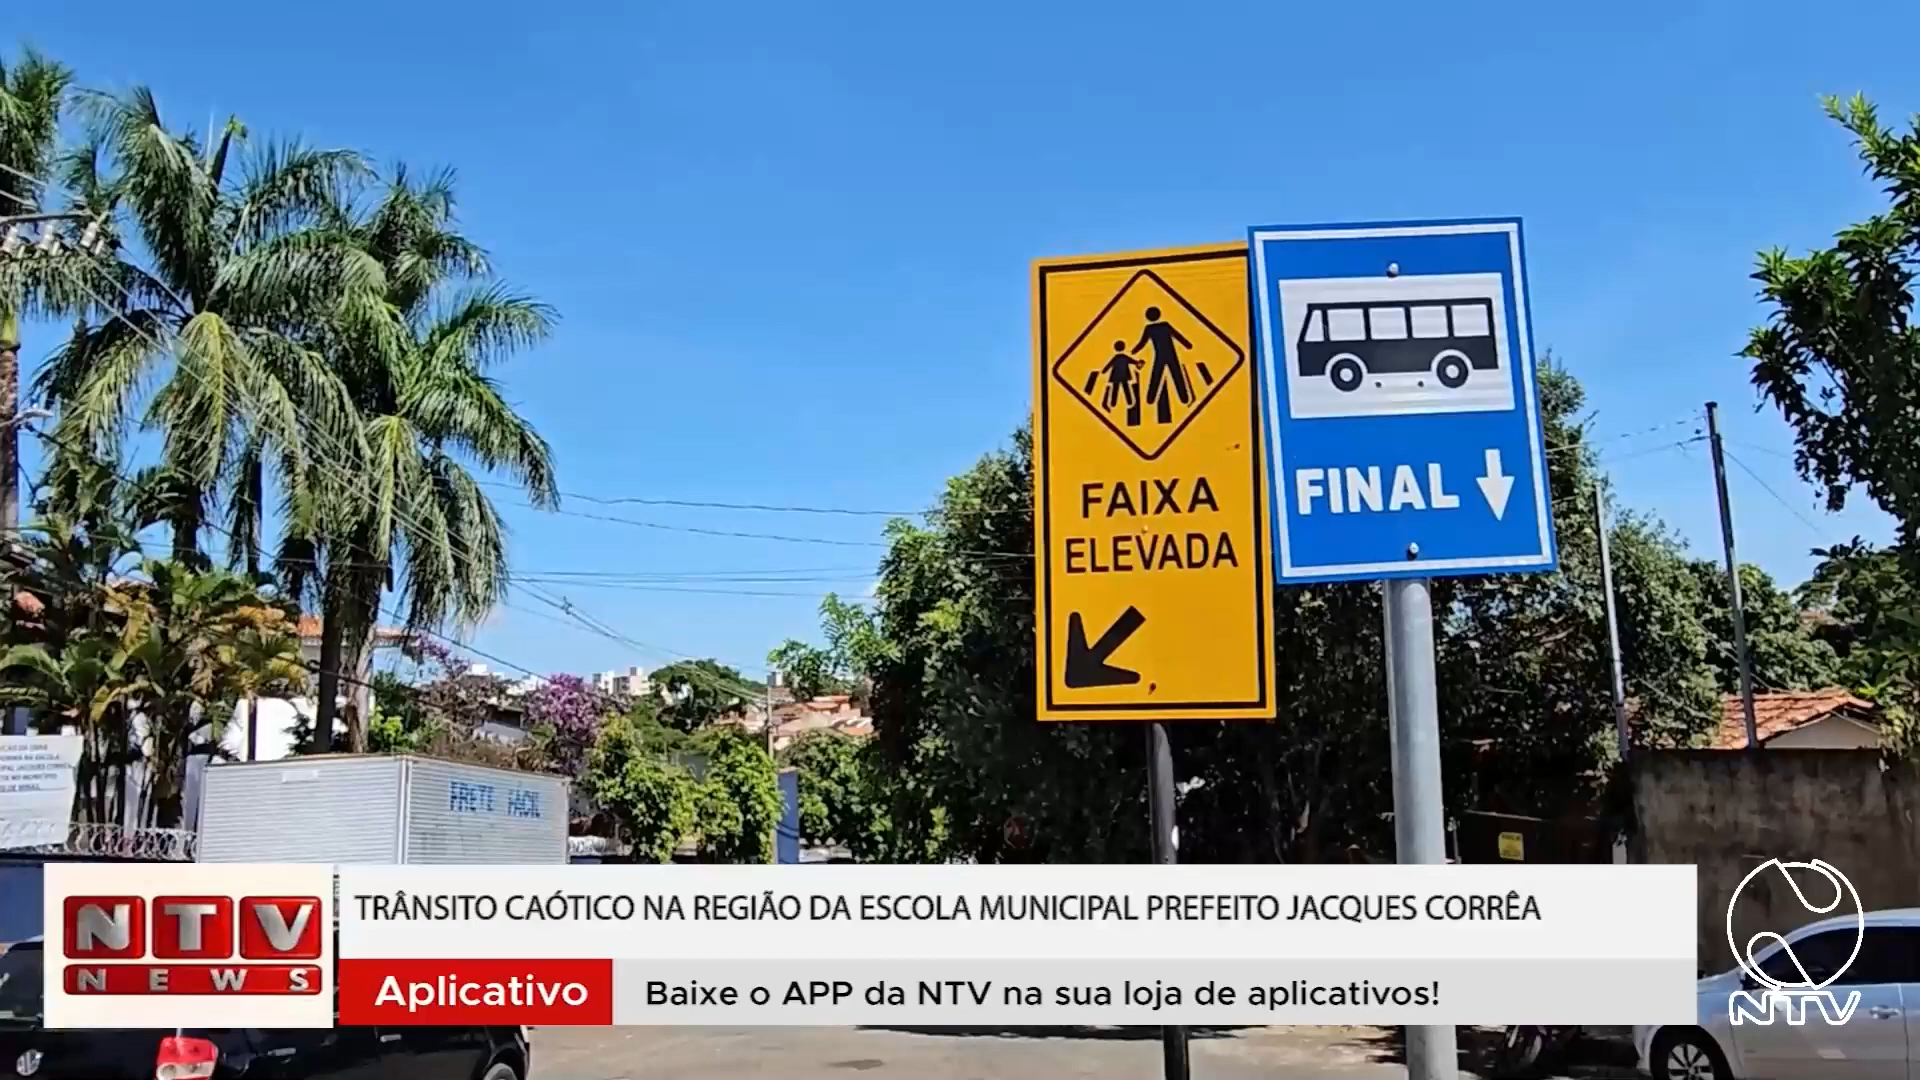 FAIXA
ELEVADA
FINAL
FRETE FÁCIL
NTV
NEWS
TRÂNSITO CAÓTICO NA REGIÃO DA ESCOLA MUNICIPAL PREFEITO JACQUES CORRÊA
Aplicativo
Baixe o APP da NTV na sua loja de aplicativos!
NTV